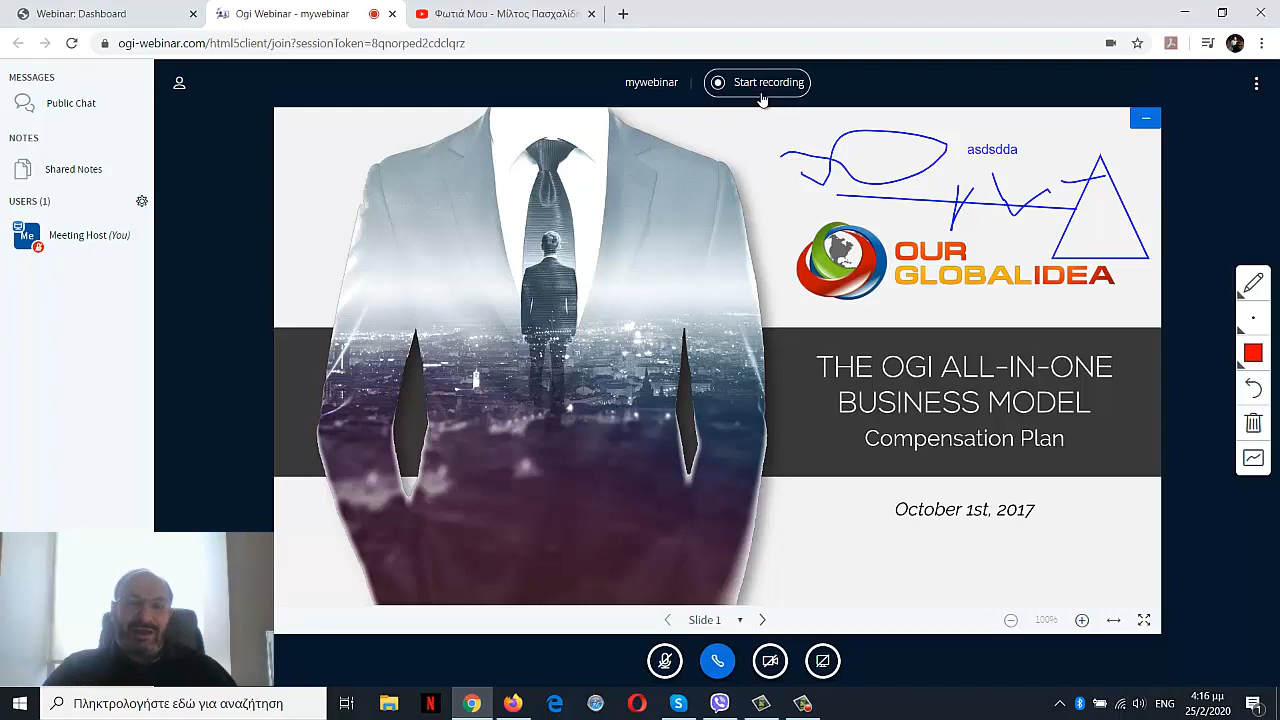 Webinar: Dashboard
Ogi Webinar - mywebinar
Φωτιά Μου - Μίλτος Πασχαλίδη
ogi-webinar.com/html5client/join?sessionToken=8qnorped2cdclqrz
MESSAGES
Public Chat
NOTES
Shared Notes
USERS (1)
Me
Meeting Host (You)
mywebinar
Start recording
asdsdda
OUR
GLOBALIDEA
THE OGI ALL-IN-ONE
BUSINESS MODEL
Compensation Plan
October 1st, 2017
Slide 1
100%
Πληκτρολογήστε εδώ για αναζήτηση
N
ENG
4:16 μμ
25/2/2020
1